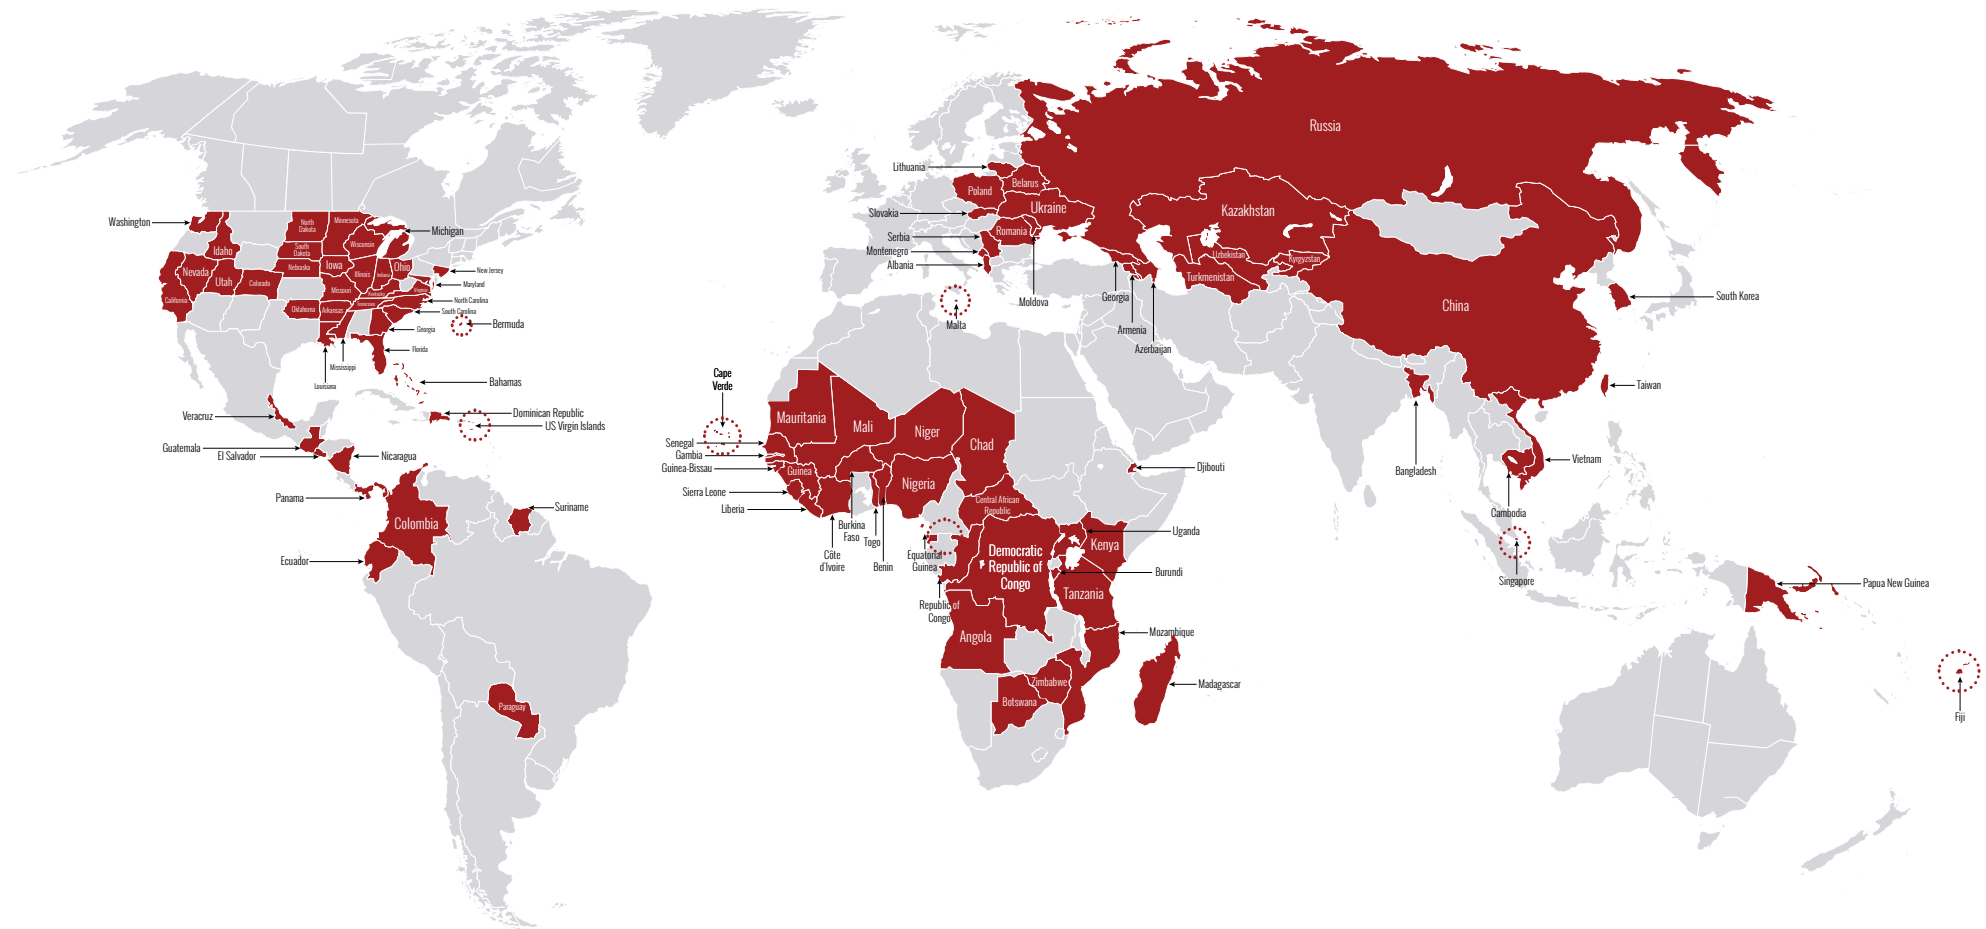 Washington
Idaho
Nevada
Utah
California
Colorado
North
Dakota
South
Dakota
Nebraska
Minnesota
Iowa
Wisconsin
Michigan
Illinois
Indiana
Ohio
Missouri
Kentucky
Tennessee
Virginia
Oklahoma
Arkansas
New Jersey
Maryland
North Carolina
South Carolina
Georgia
Florida
Mississippi
Louisiana
Bermuda
Bahamas
Dominican Republic
US Virgin Islands
Veracruz
Guatemala
El Salvador
Nicaragua
Panama
Colombia
Suriname
Ecuador
Paraguay
Lithuania
Poland
Belarus
Slovakia
Ukraine
Serbia
Romania
Montenegro
Albania
Moldova
Malta
Georgia
Armenia
Azerbaijan
Russia
Kazakhstan
Uzbekistan
Kyrgyzstan
Turkmenistan
China
South Korea
Taiwan
Bangladesh
Vietnam
Cambodia
Singapore
Papua New Guinea
Fiji
Cape
Verde
Mauritania
Mali
Niger
Chad
Senegal
Gambia
Guinea-Bissau
Guinea
Sierra Leone
Liberia
Côte
d'Ivoire
Burkina
Faso
Togo
Benin
Nigeria
Central African
Republic
Equatorial
Guinea
Republic of
Congo
Democratic
Republic of
Congo
Djibouti
Uganda
Kenya
Burundi
Tanzania
Angola
Mozambique
Zimbabwe
Botswana
Madagascar